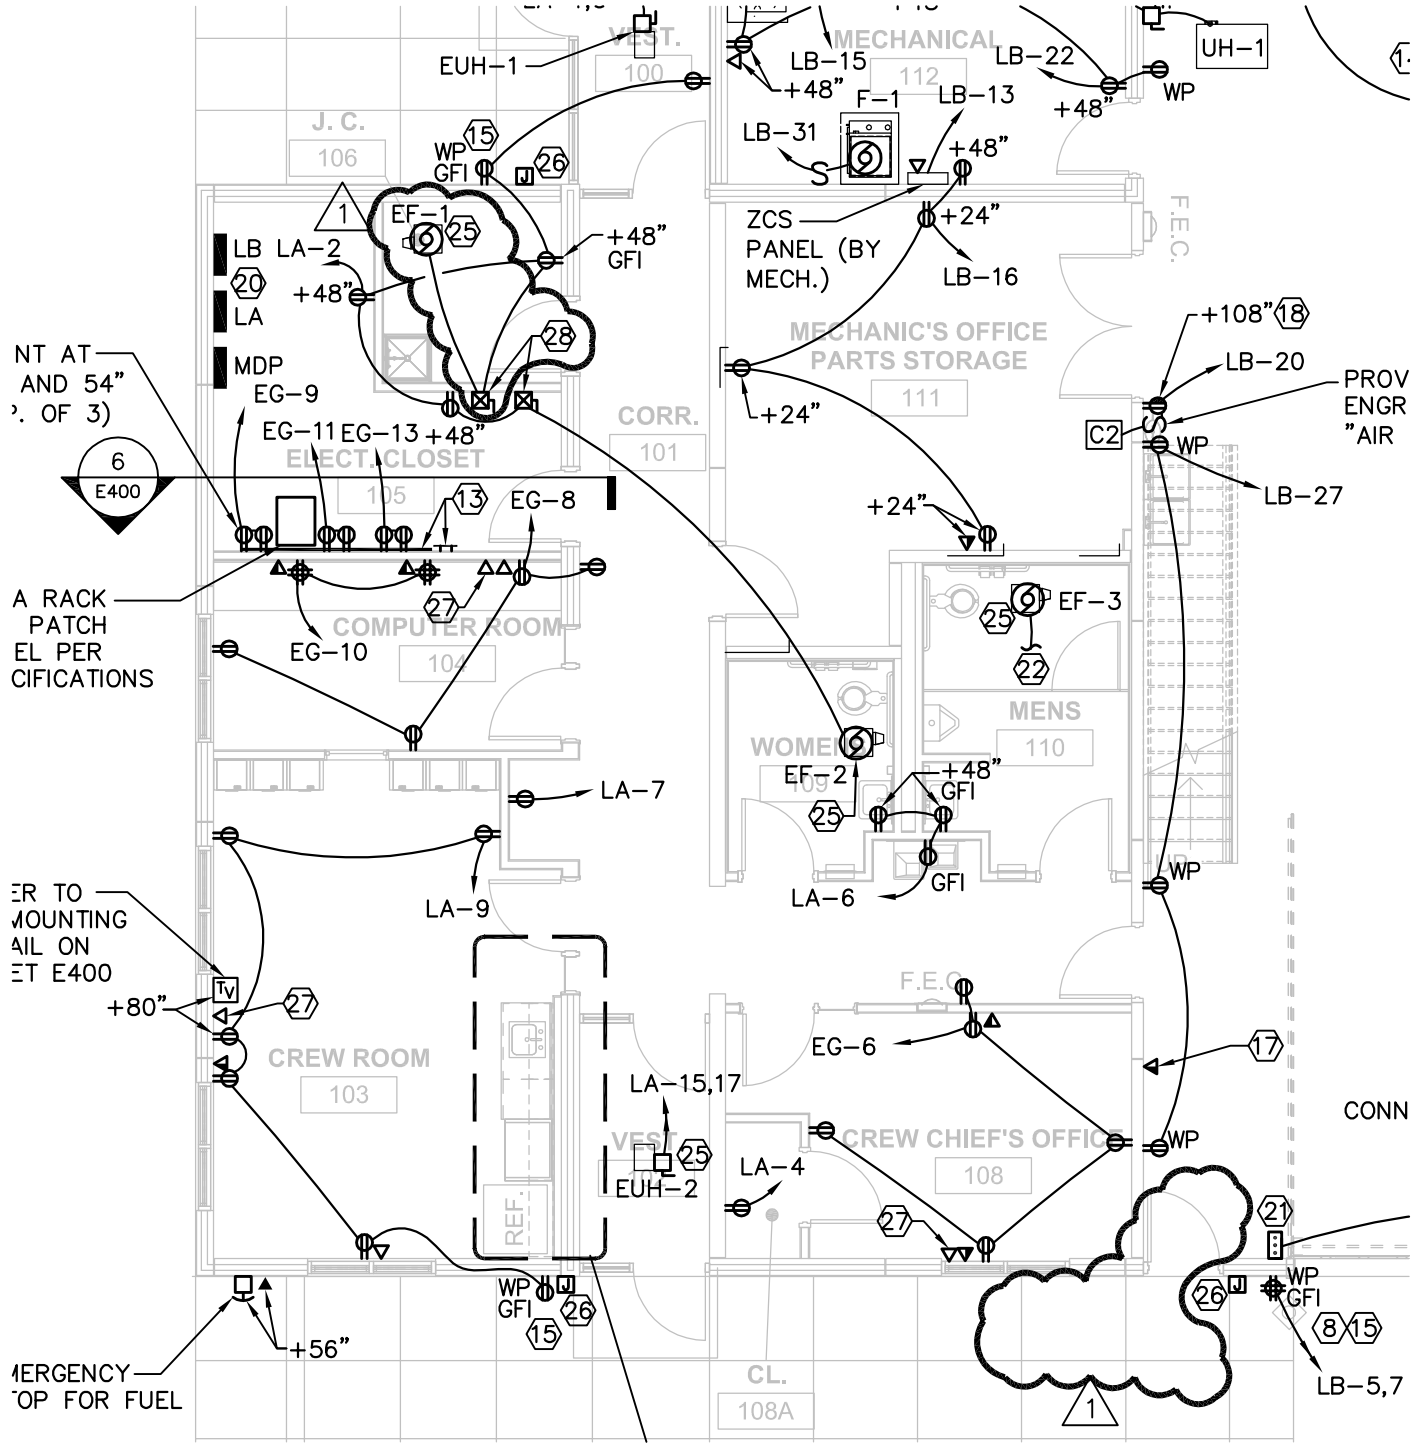 EUH-1
VEST.
100
MECHANICAL
112
LB-15
LB-22
UH-1
+48"
+48"
WP
F-1
LB-13
LB-31
+48"
J. C.
106
WP
GFI
15
J
26
1
EF-1
25
LB
LA-2
20
+48"
LA
+48"
GFI
ZCS
PANEL (BY
MECH.)
+24"
LB-16
F.E.C.
MDP
28
MECHANIC'S OFFICE
PARTS STORAGE
111
+108"
18
LB-20
NT AT
AND 54"
P. OF 3)
EG-9
EG-11
EG-13
+48"
+24"
CORR.
101
C2
WP
PROV
ENGR
"AIR
LB-27
6
E400
ELECT. CLOSET
105
13
EG-8
+24"
A RACK
PATCH
EL PER
CIFICATIONS
27
COMPUTER ROOM
104
EG-10
25
EF-3
22
MENS
110
WOMENS
109
EF-2
25
+48"
GFI
LA-7
LA-9
LA-6
GFI
UP
WP
ER TO
MOUNTING
AIL ON
ET E400
TV
+80"
27
F.E.C.
EG-6
17
CREW ROOM
103
LA-15,17
VEST.
102
25
EUH-2
LA-4
CREW CHIEF'S OFFICE
108
WP
CONN
REF.
27
21
WP
GFI
15
J
26
26
J
WP
GFI
8
15
LB-5,7
+56"
MERGENCY
TOP FOR FUEL
CL.
108A
1